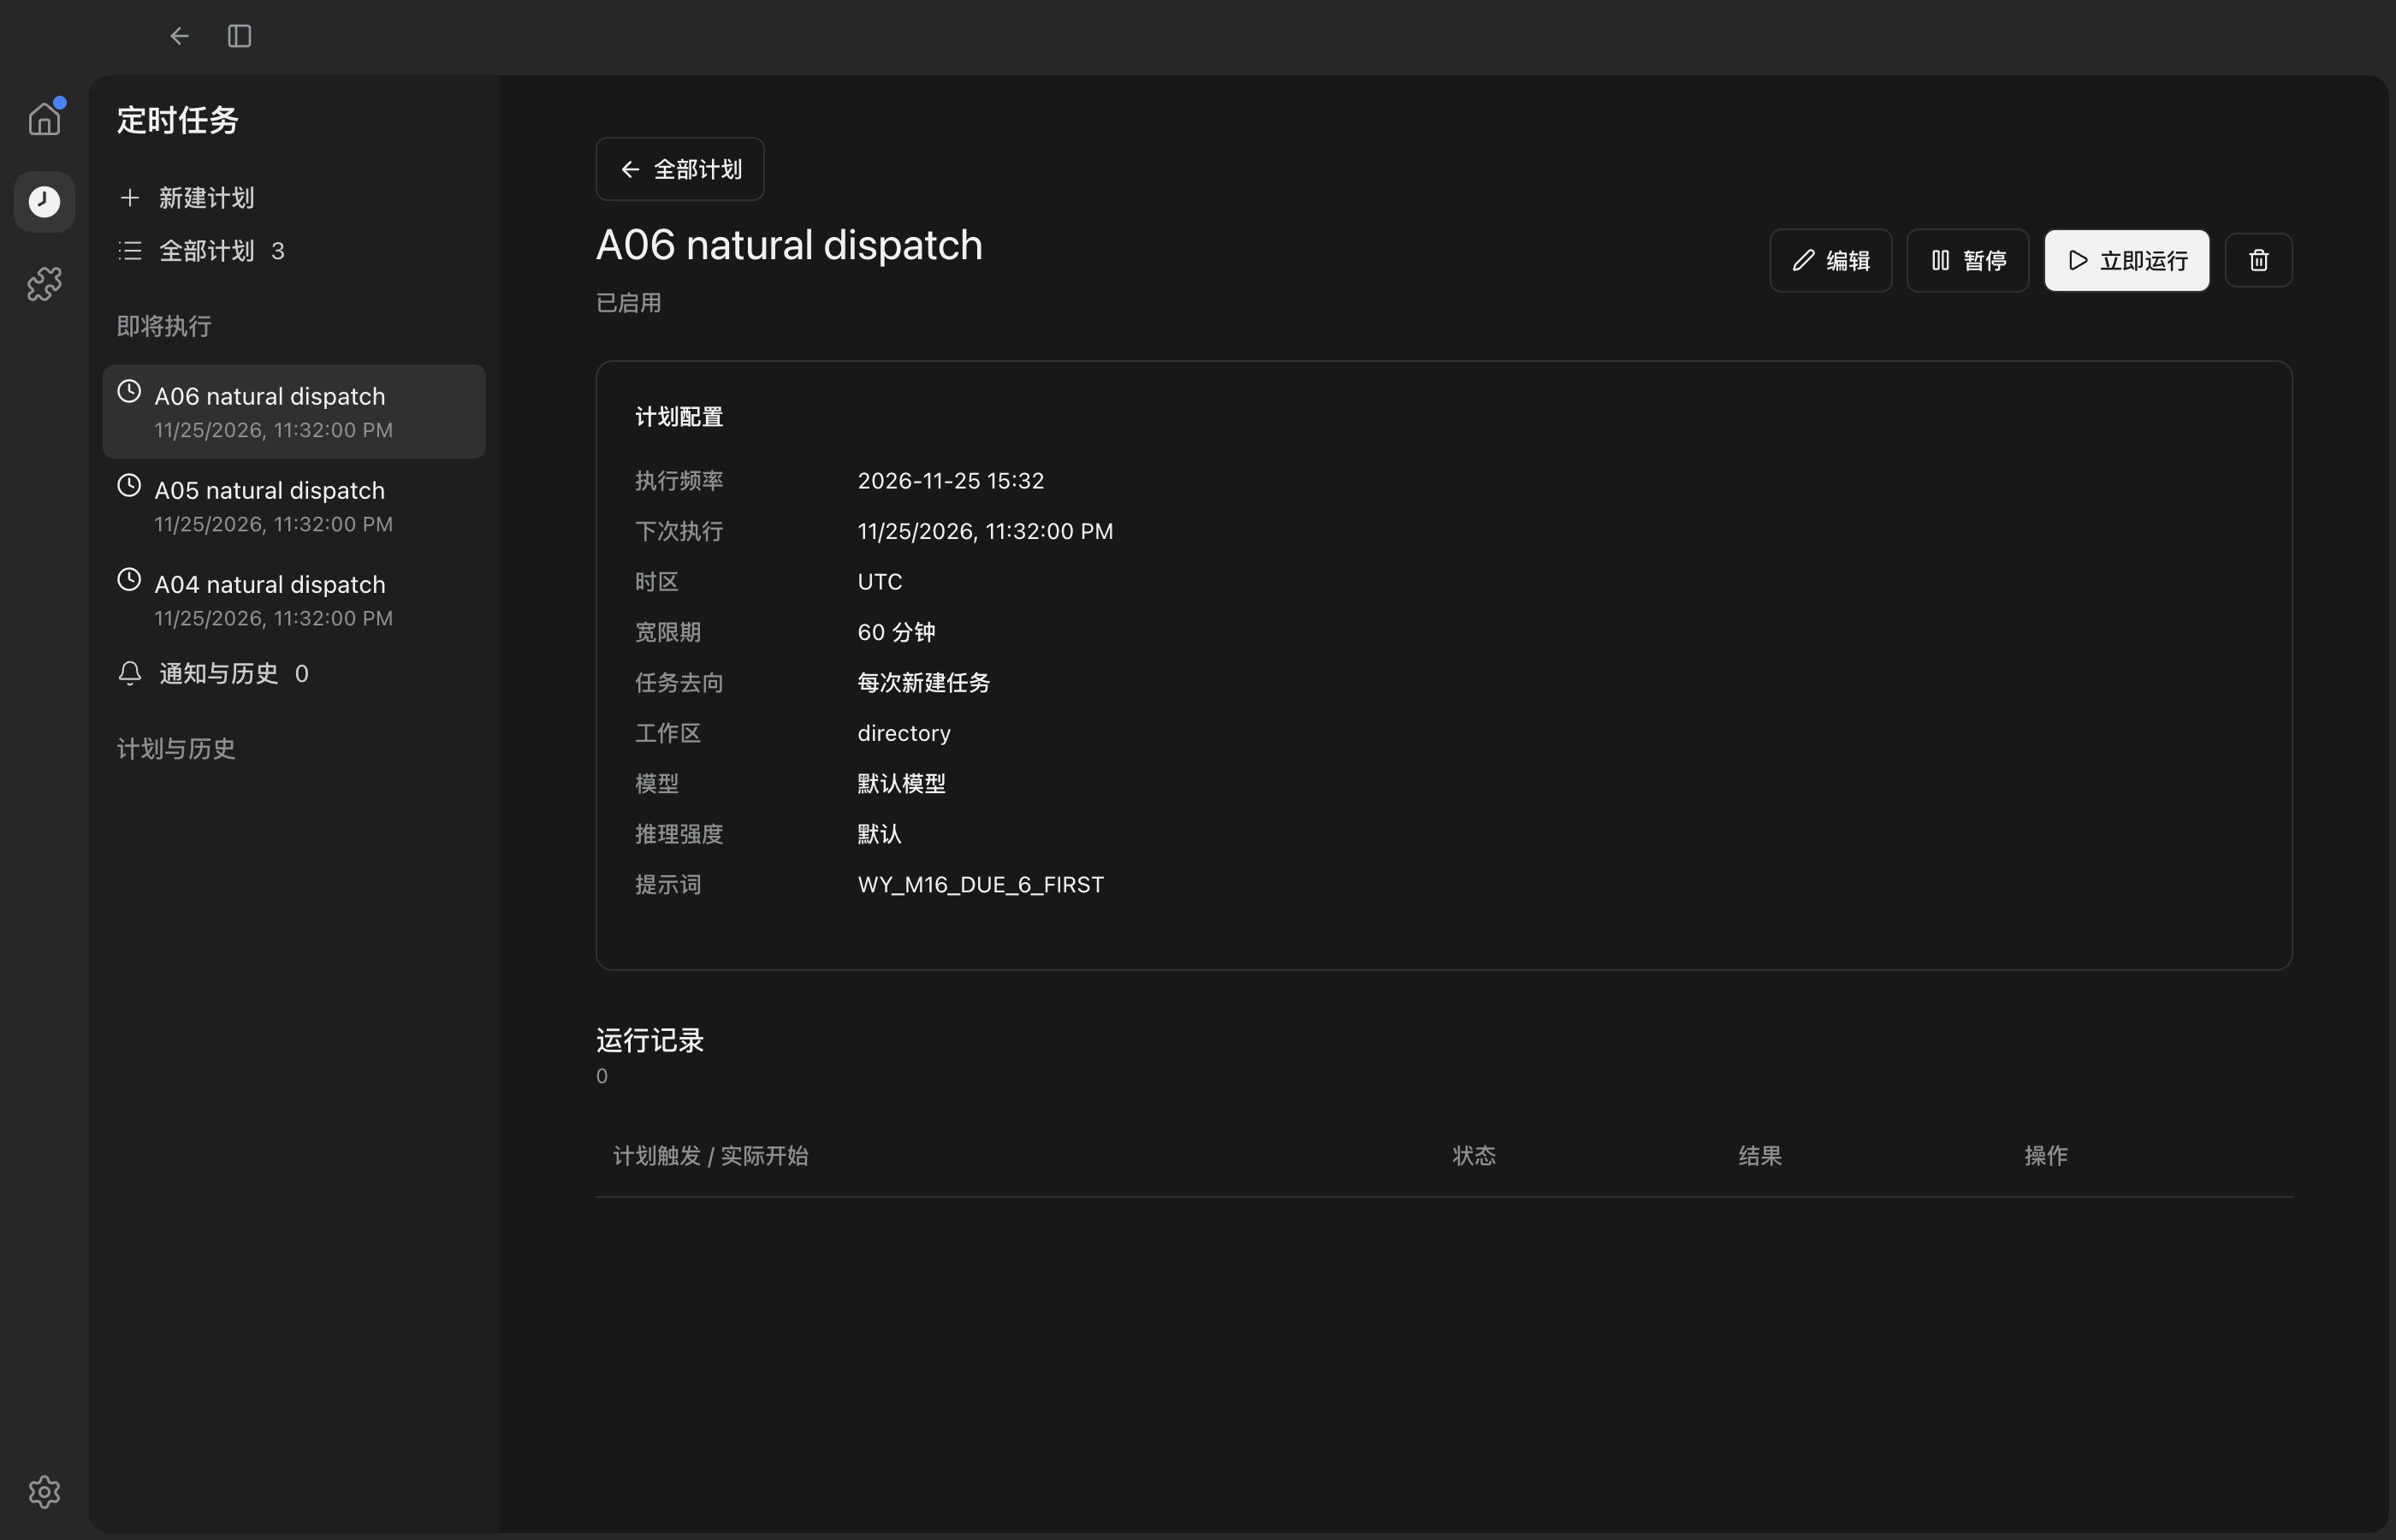 定时任务
新建计划
全部计划 3
即将执行
A06 natural dispatch
11/25/2026, 11:32:00 PM
A05 natural dispatch
11/25/2026, 11:32:00 PM
A04 natural dispatch
11/25/2026, 11:32:00 PM
通知与历史 0
计划与历史
全部计划
A06 natural dispatch
已启用
编辑
暂停
立即运行
计划配置
执行频率 2026-11-25 15:32
下次执行 11/25/2026, 11:32:00 PM
时区 UTC
宽限期 60 分钟
任务去向 每次新建任务
工作区 directory
模型 默认模型
推理强度 默认
提示词 WY_M16_DUE_6_FIRST
运行记录
0
计划触发 / 实际开始 状态 结果 操作